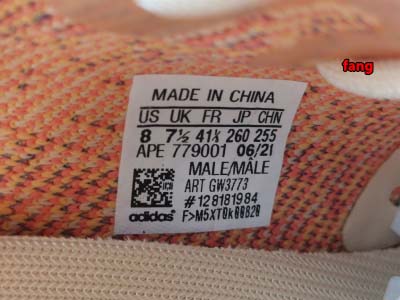 fang
MADE IN CHINA
US UK FR JP CHN
8 7½ 41⅓ 260 255
APE 779001 06/21
MALE/MÂLE
ART GW3773
#128181984
adidas F>M5XT0k00820